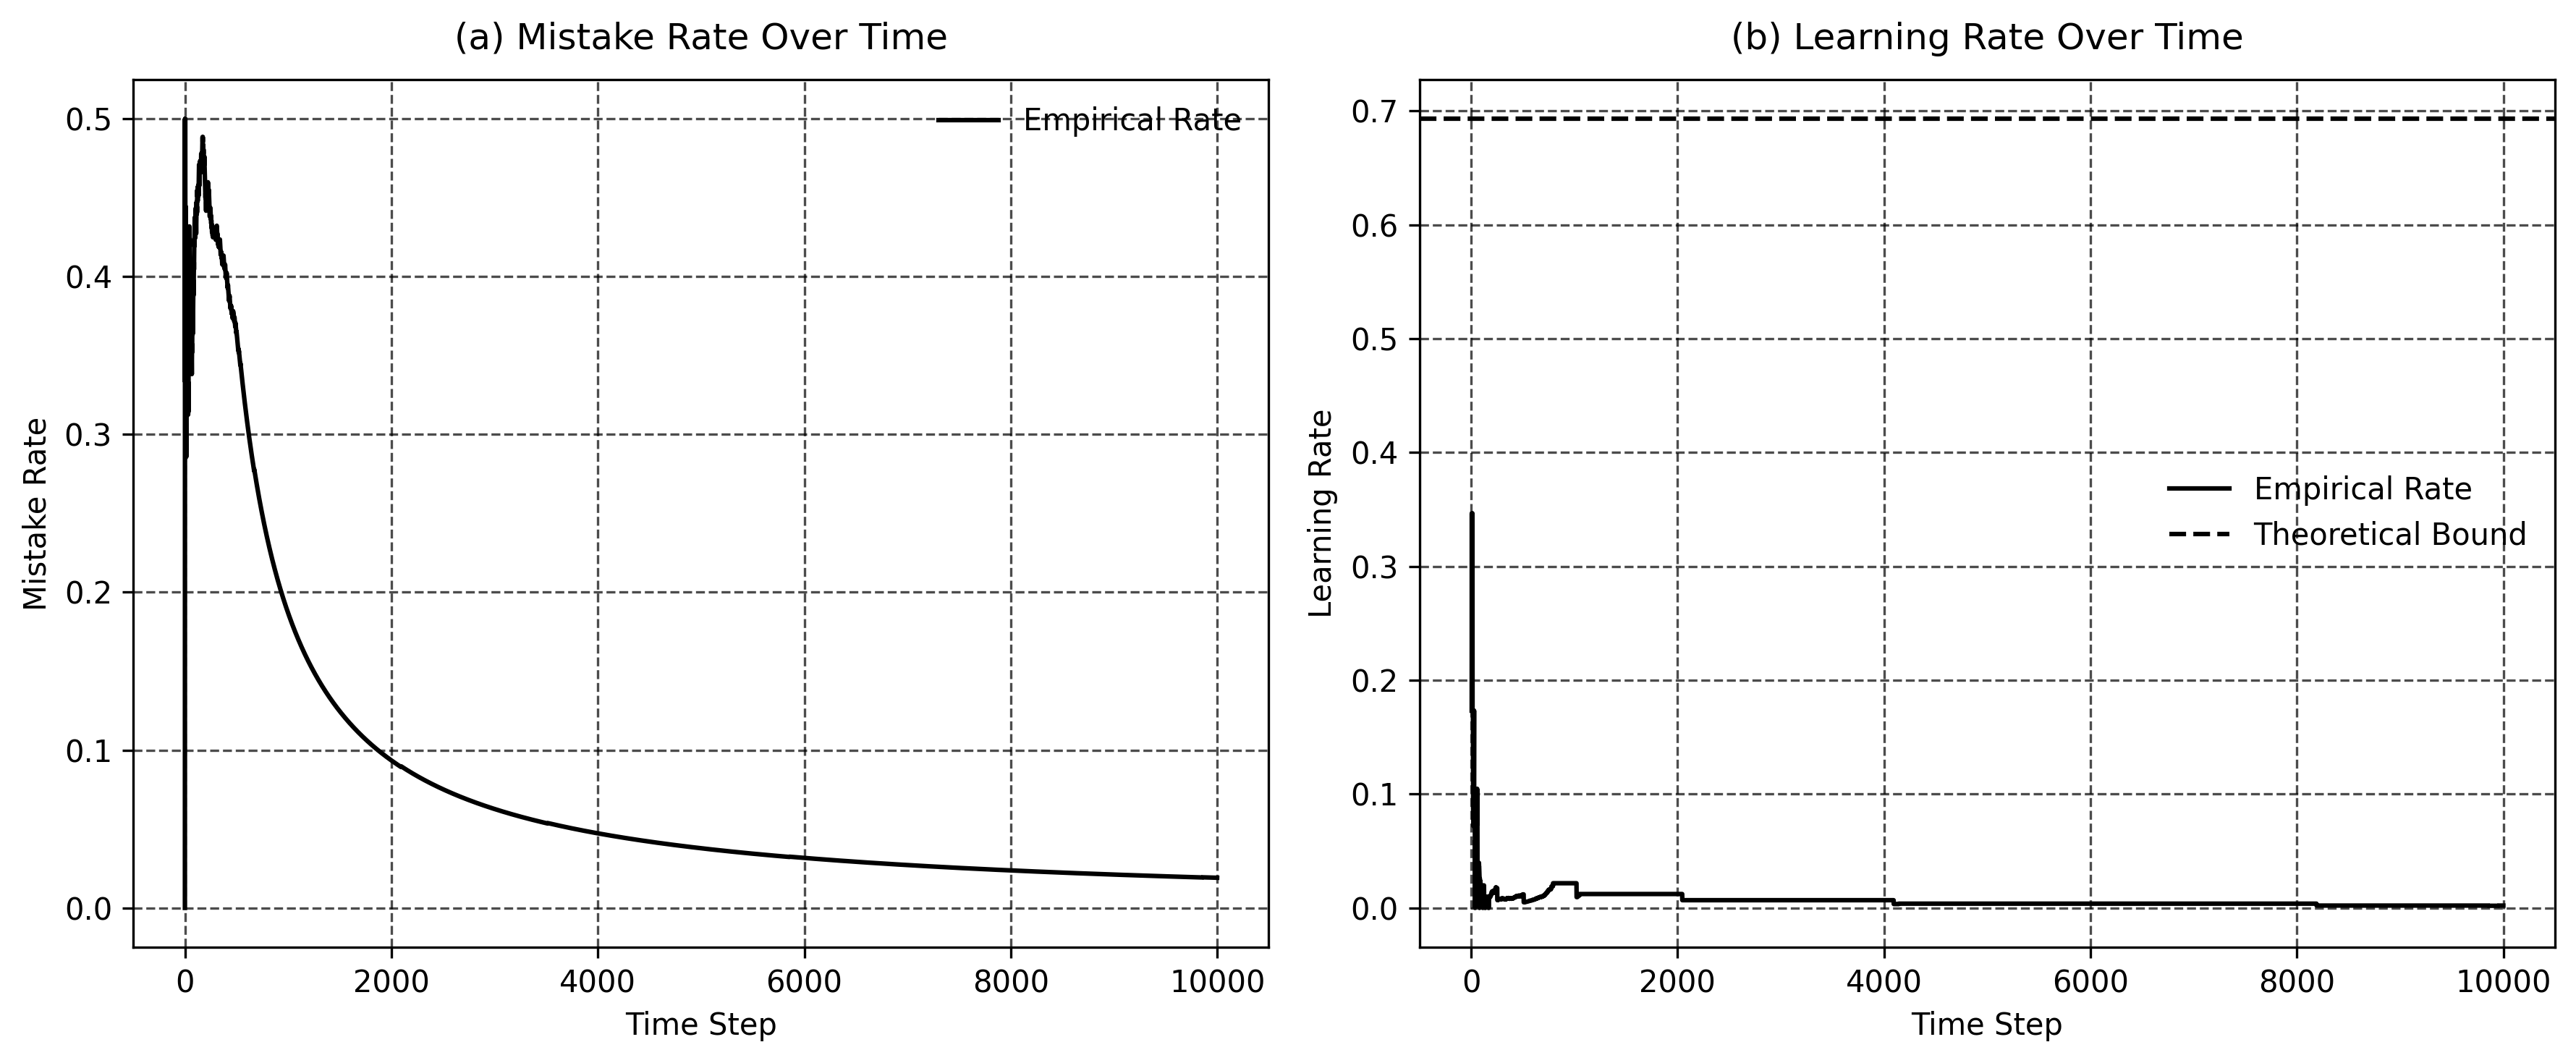 (a) Mistake Rate Over Time
Mistake Rate
0.5
0.4
0.3
0.2
0.1
0.0
Empirical Rate
0 2000 4000 6000 8000 10000
Time Step
(b) Learning Rate Over Time
Learning Rate
0.7
0.6
0.5
0.4
0.3
0.2
0.1
0.0
Empirical Rate
Theoretical Bound
0 2000 4000 6000 8000 10000
Time Step